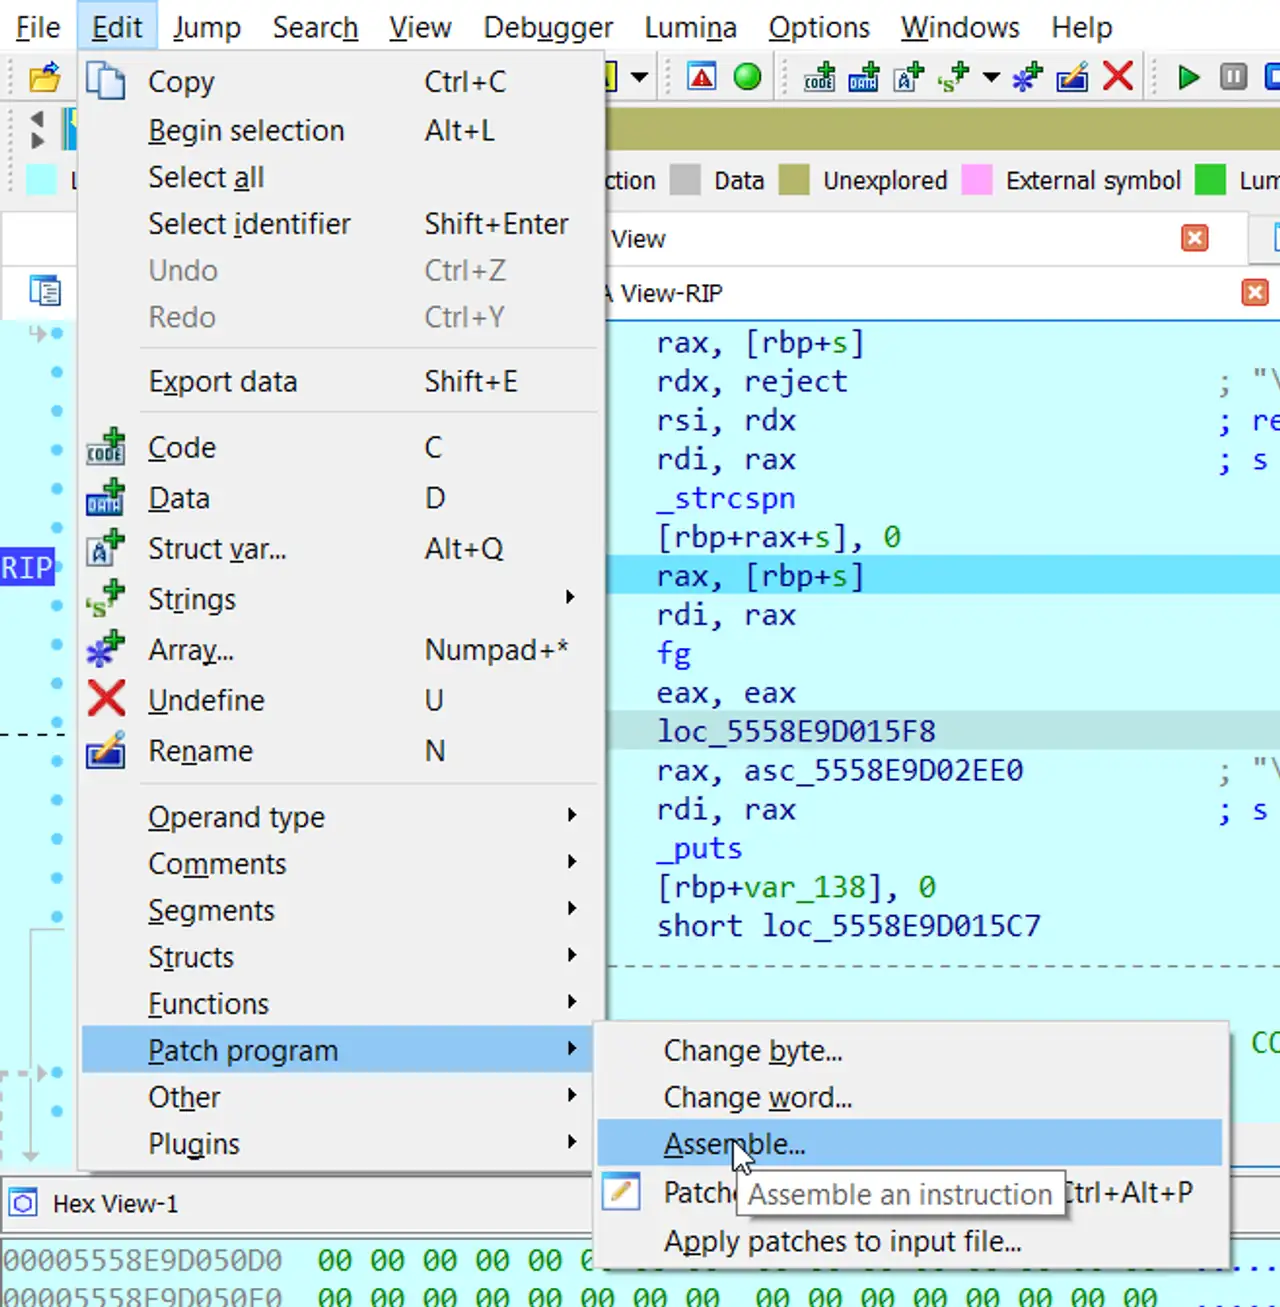 File Edit Jump Search View Debugger Lumina Options Windows Help
Copy Ctrl+C
Begin selection Alt+L
Select all
Select identifier Shift+Enter
Undo Ctrl+Z
Redo Ctrl+Y
Export data Shift+E
Code C
Data D
Struct var... Alt+Q
Strings
Array... Numpad+*
Undefine U
Rename N
Operand type
Comments
Segments
Structs
Functions
Patch program
Other
Plugins
Data Unexplored External symbol
View
View-RIP
RIP
rax, [rbp+s]
rdx, reject ; "\
rsi, rdx ; re
rdi, rax ; s
_strcspn
[rbp+rax+s], 0
rax, [rbp+s]
rdi, rax
fg
eax, eax
loc_5558E9D015F8
rax, asc_5558E9D02EE0 ; "\
rdi, rax ; s
_puts
[rbp+var_138], 0
short loc_5558E9D015C7
CO
Change byte...
Change word...
Assemble...
Assemble an instruction
Ctrl+Alt+P
Apply patches to input file...
Hex View-1
00005558E9D050D0 00 00 00 00 00
00005558E9D050E0 00 00 00 00 00 00 00 00 00 00 00 00 00 00 00 00